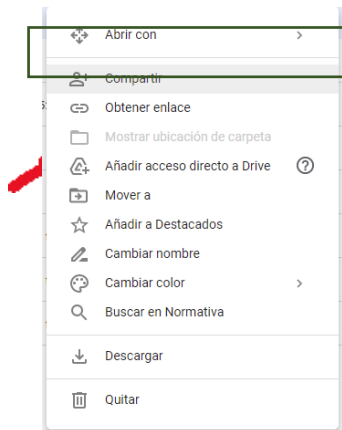 Abrir con
Compartir
Obtener enlace
Mostrar ubicación de carpeta
Añadir acceso directo a Drive
Mover a
Añadir a Destacados
Cambiar nombre
Cambiar color
Buscar en Normativa
Descargar
Quitar